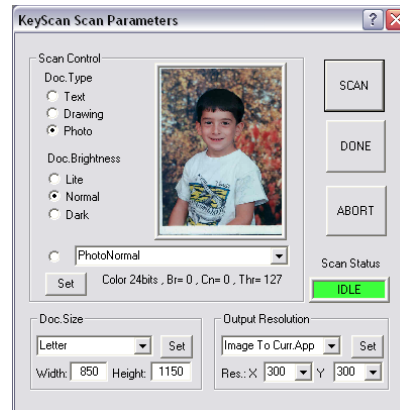 KeyScan Scan Parameters
Scan Control
Doc.Type
Text
Drawing
Photo
Doc.Brightness
Lite
Normal
Dark
PhotoNormal
Set
Color 24bits , Br= 0 , Cn= 0 , Thr= 127
SCAN
DONE
ABORT
Scan Status
IDLE
Doc.Size
Letter
Set
Width: 850 Height: 1150
Output Resolution
Image To Curr.App
Set
Res.: X 300 Y 300